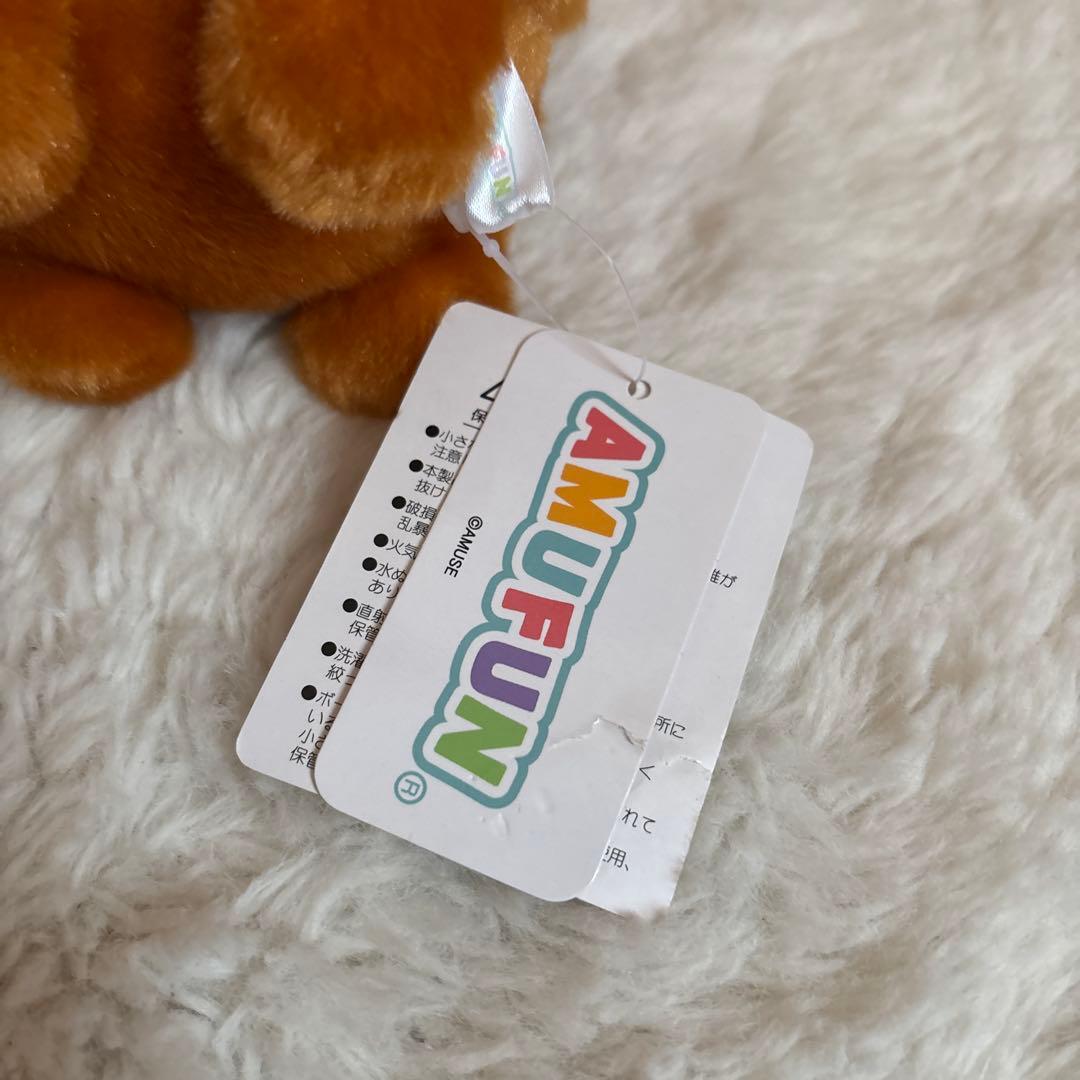 AMUFUN®
©AMUSE
FUN
保
●小さ
注意
●本製
抜け
●破損
乱暴
●火気
●水ぬ
あり
●直射
保管
●洗濯
絞っ
●ボー
いる
小さ
保管
が
所に
く
れて
用、